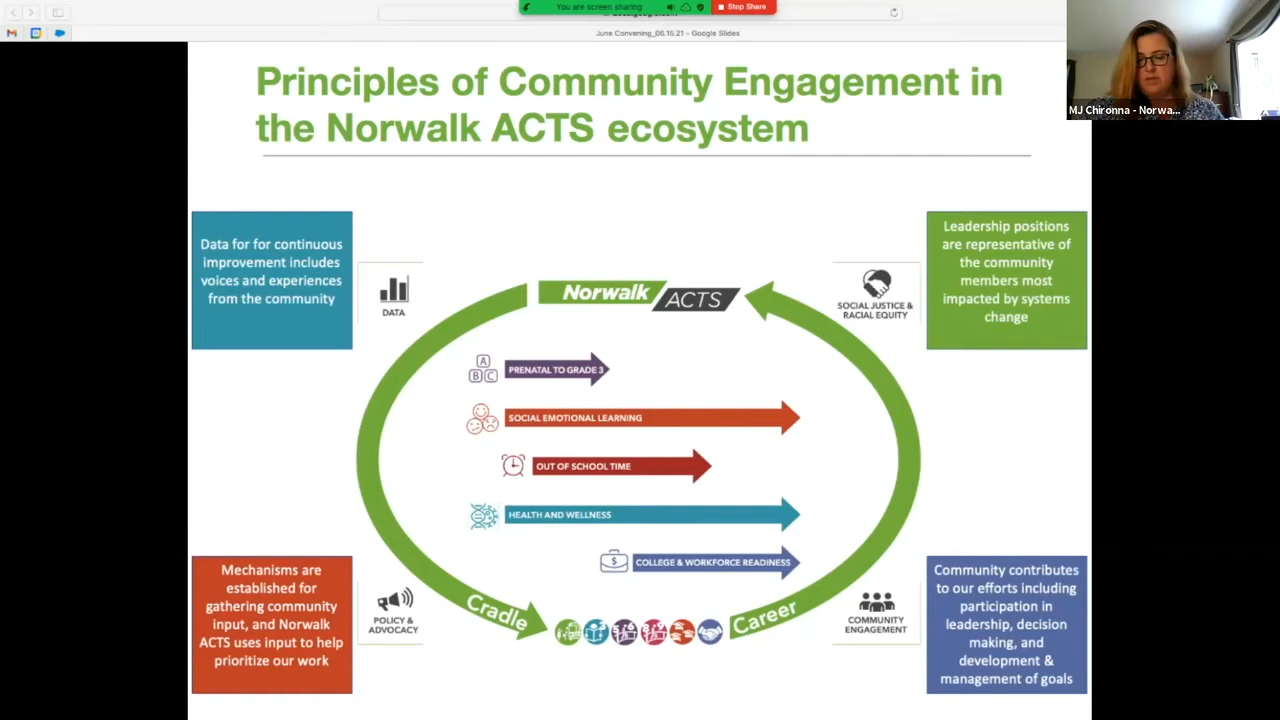 You are screen sharing
Stop Share
June Convening_06.15.21 - Google Slides
MJ Chironna - Norwa...
Principles of Community Engagement in
the Norwalk ACTS ecosystem
Data for for continuous
improvement includes
voices and experiences
from the community
DATA
Norwalk
ACTS
SOCIAL JUSTICE &
RACIAL EQUITY
Leadership positions
are representative of
the community
members most
impacted by systems
change
A
B C
PRENATAL TO GRADE 3
SOCIAL EMOTIONAL LEARNING
OUT OF SCHOOL TIME
HEALTH AND WELLNESS
$
COLLEGE & WORKFORCE READINESS
Mechanisms are
established for
gathering community
input, and Norwalk
ACTS uses input to help
prioritize our work
POLICY &
ADVOCACY
Cradle
Career
COMMUNITY
ENGAGEMENT
Community contributes
to our efforts including
participation in
leadership, decision
making, and
development &
management of goals